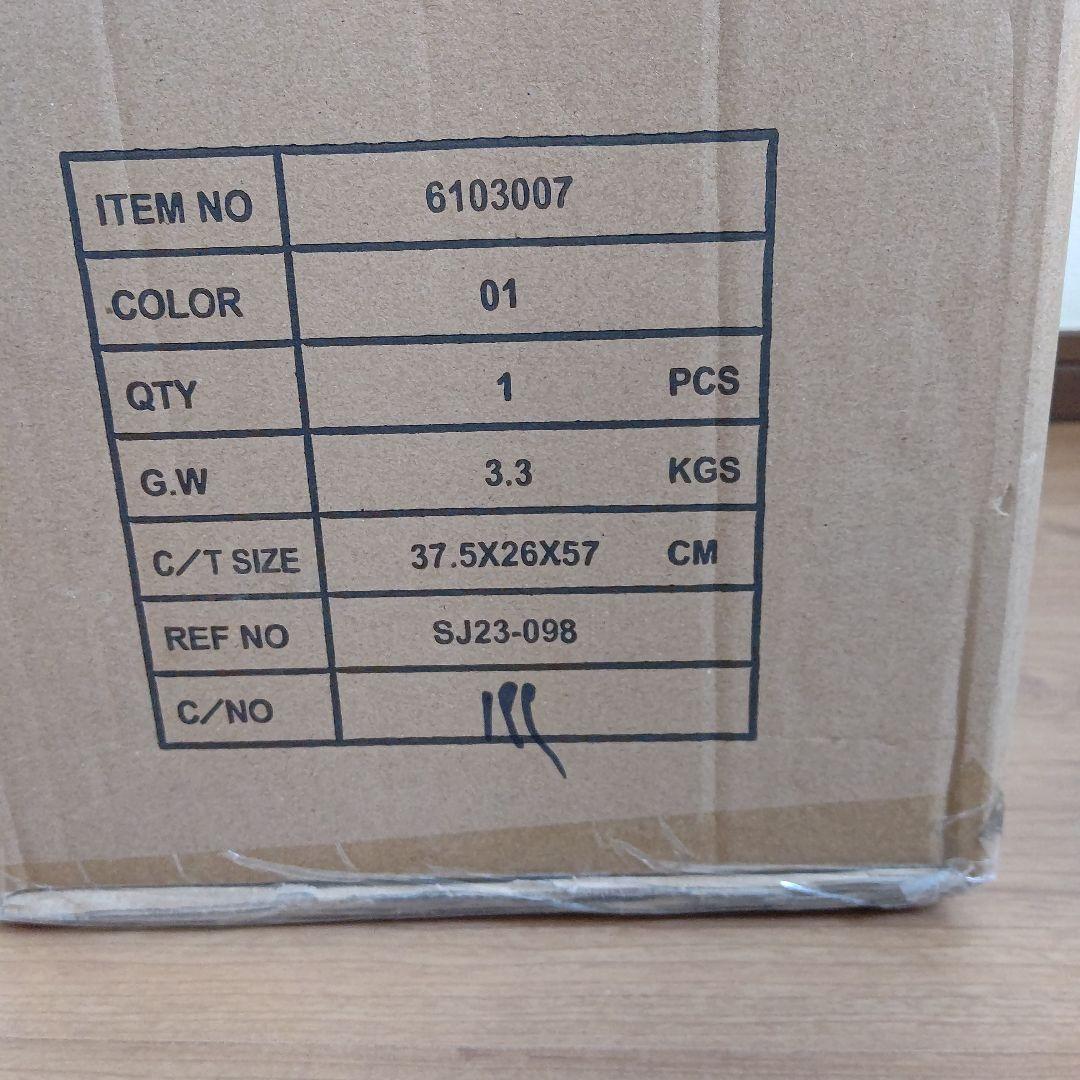 ITEM NO 6103007
COLOR 01
QTY 1 PCS
G.W 3.3 KGS
C/T SIZE 37.5X26X57 CM
REF NO SJ23-098
C/NO 199